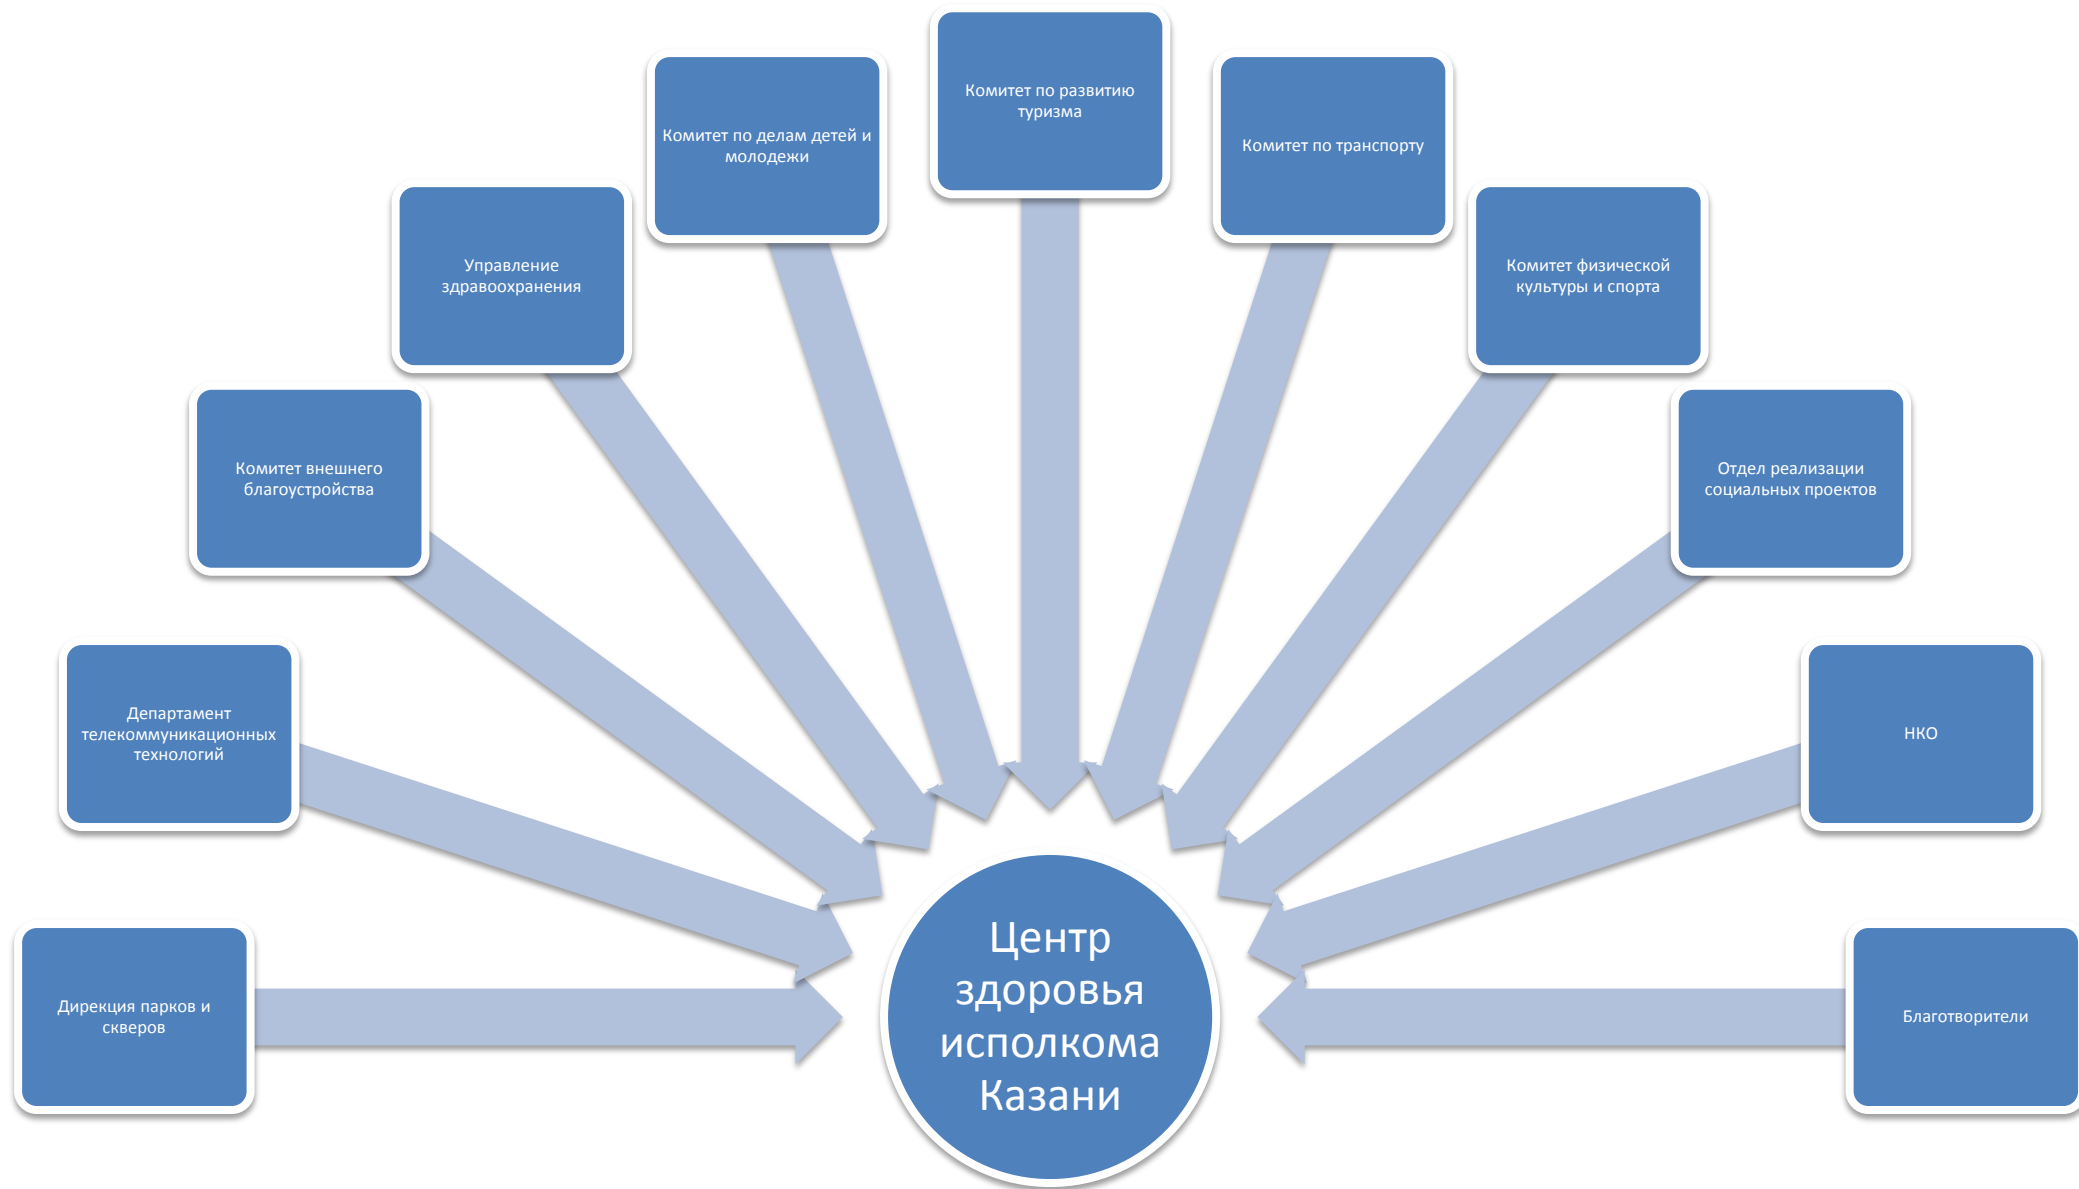 Комитет по развитию
туризма
Комитет по делам детей и
молодежи
Комитет по транспорту
Управление
здравоохранения
Комитет физической
культуры и спорта
Комитет внешнего
благоустройства
Отдел реализации
социальных проектов
Департамент
телекоммуникационных
технологий
НКО
Дирекция парков и
скверов
Центр
здоровья
исполкома
Казани
Благотворители